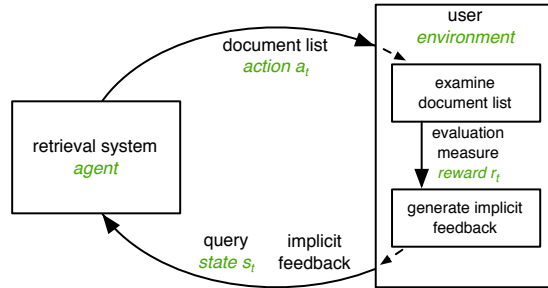 user
environment
document list
action a_t
examine
document list
retrieval system
agent
evaluation
measure
reward r_t
generate implicit
feedback
query
state s_t
implicit
feedback